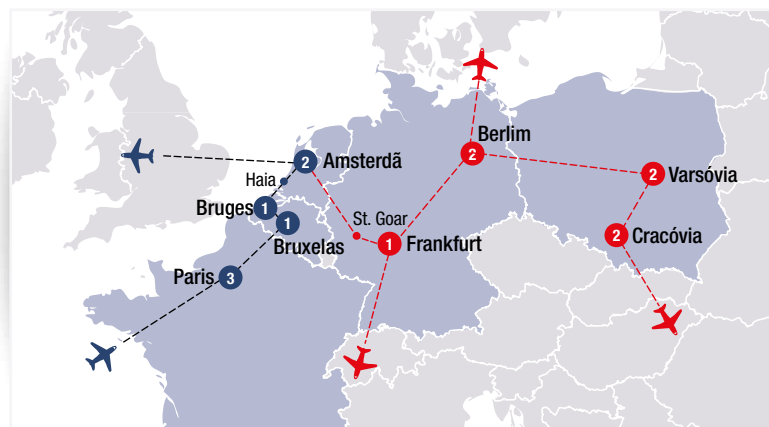 Berlim
2
2
Amsterdã
2
Varsóvia
Haia
Bruges
1
1
Bruxelas
St. Goar
1
Frankfurt
2
Cracóvia
Paris
3